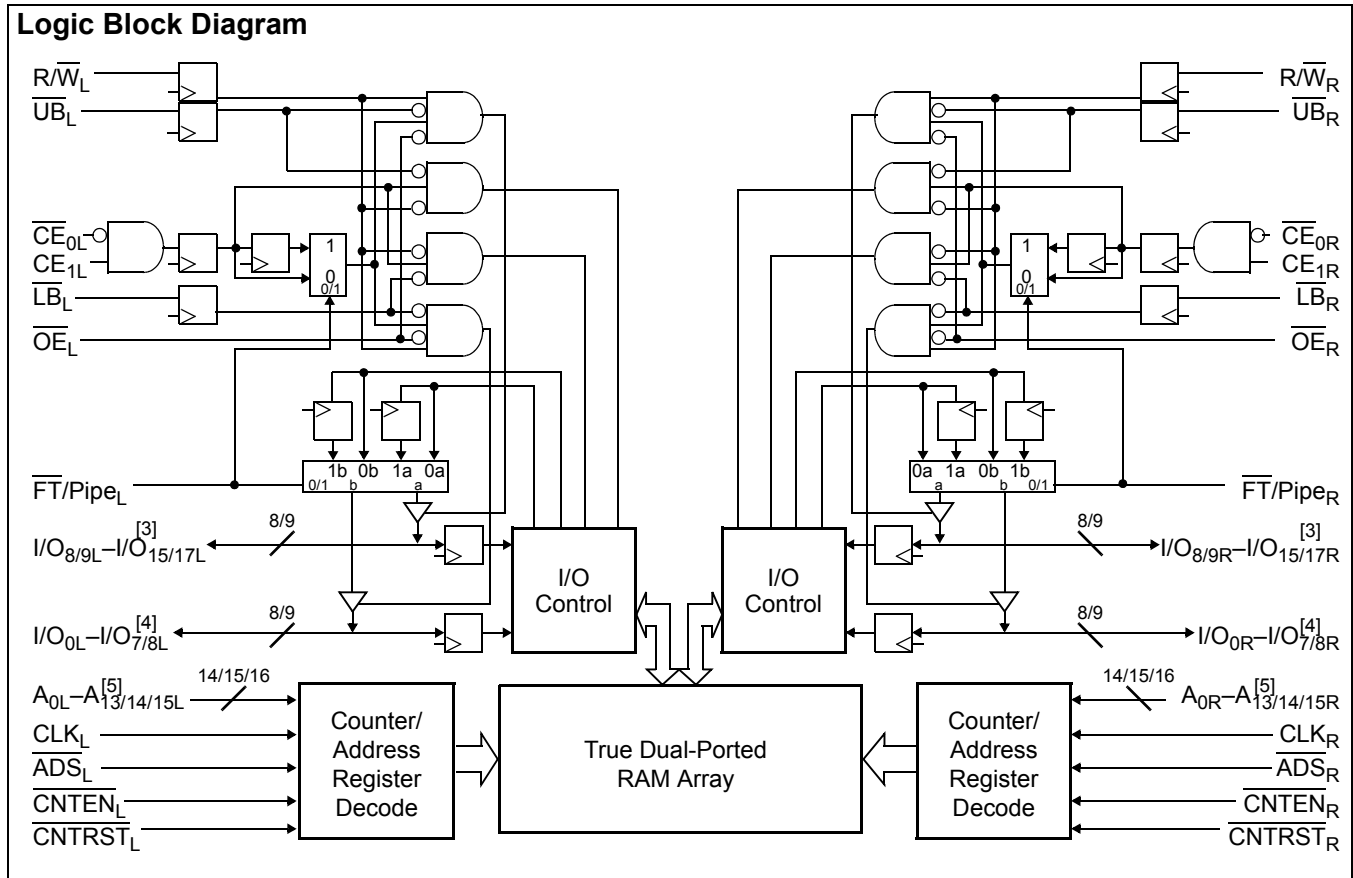 Logic Block Diagram
R/W̅L
U̅B̅L
C̅E̅0L
CE1L
L̅B̅L
O̅E̅L
1
0
0/1
1b 0b 1a 0a
0/1 b a
F̅T̅/PipeL
8/9
I/O8/9L–I/O15/17L[3]
8/9
I/O0L–I/O7/8L[4]
I/O
Control
14/15/16
A0L–A13/14/15L[5]
CLKL
A̅D̅S̅L
C̅N̅T̅E̅N̅L
C̅N̅T̅R̅S̅T̅L
Counter/
Address
Register
Decode
True Dual-Ported
RAM Array
R/W̅R
U̅B̅R
C̅E̅0R
CE1R
L̅B̅R
O̅E̅R
1
0
0/1
0a 1a 0b 1b
a b 0/1
F̅T̅/PipeR
8/9
I/O8/9R–I/O15/17R[3]
8/9
I/O0R–I/O7/8R[4]
I/O
Control
14/15/16
A0R–A13/14/15R[5]
CLKR
A̅D̅S̅R
C̅N̅T̅E̅N̅R
C̅N̅T̅R̅S̅T̅R
Counter/
Address
Register
Decode